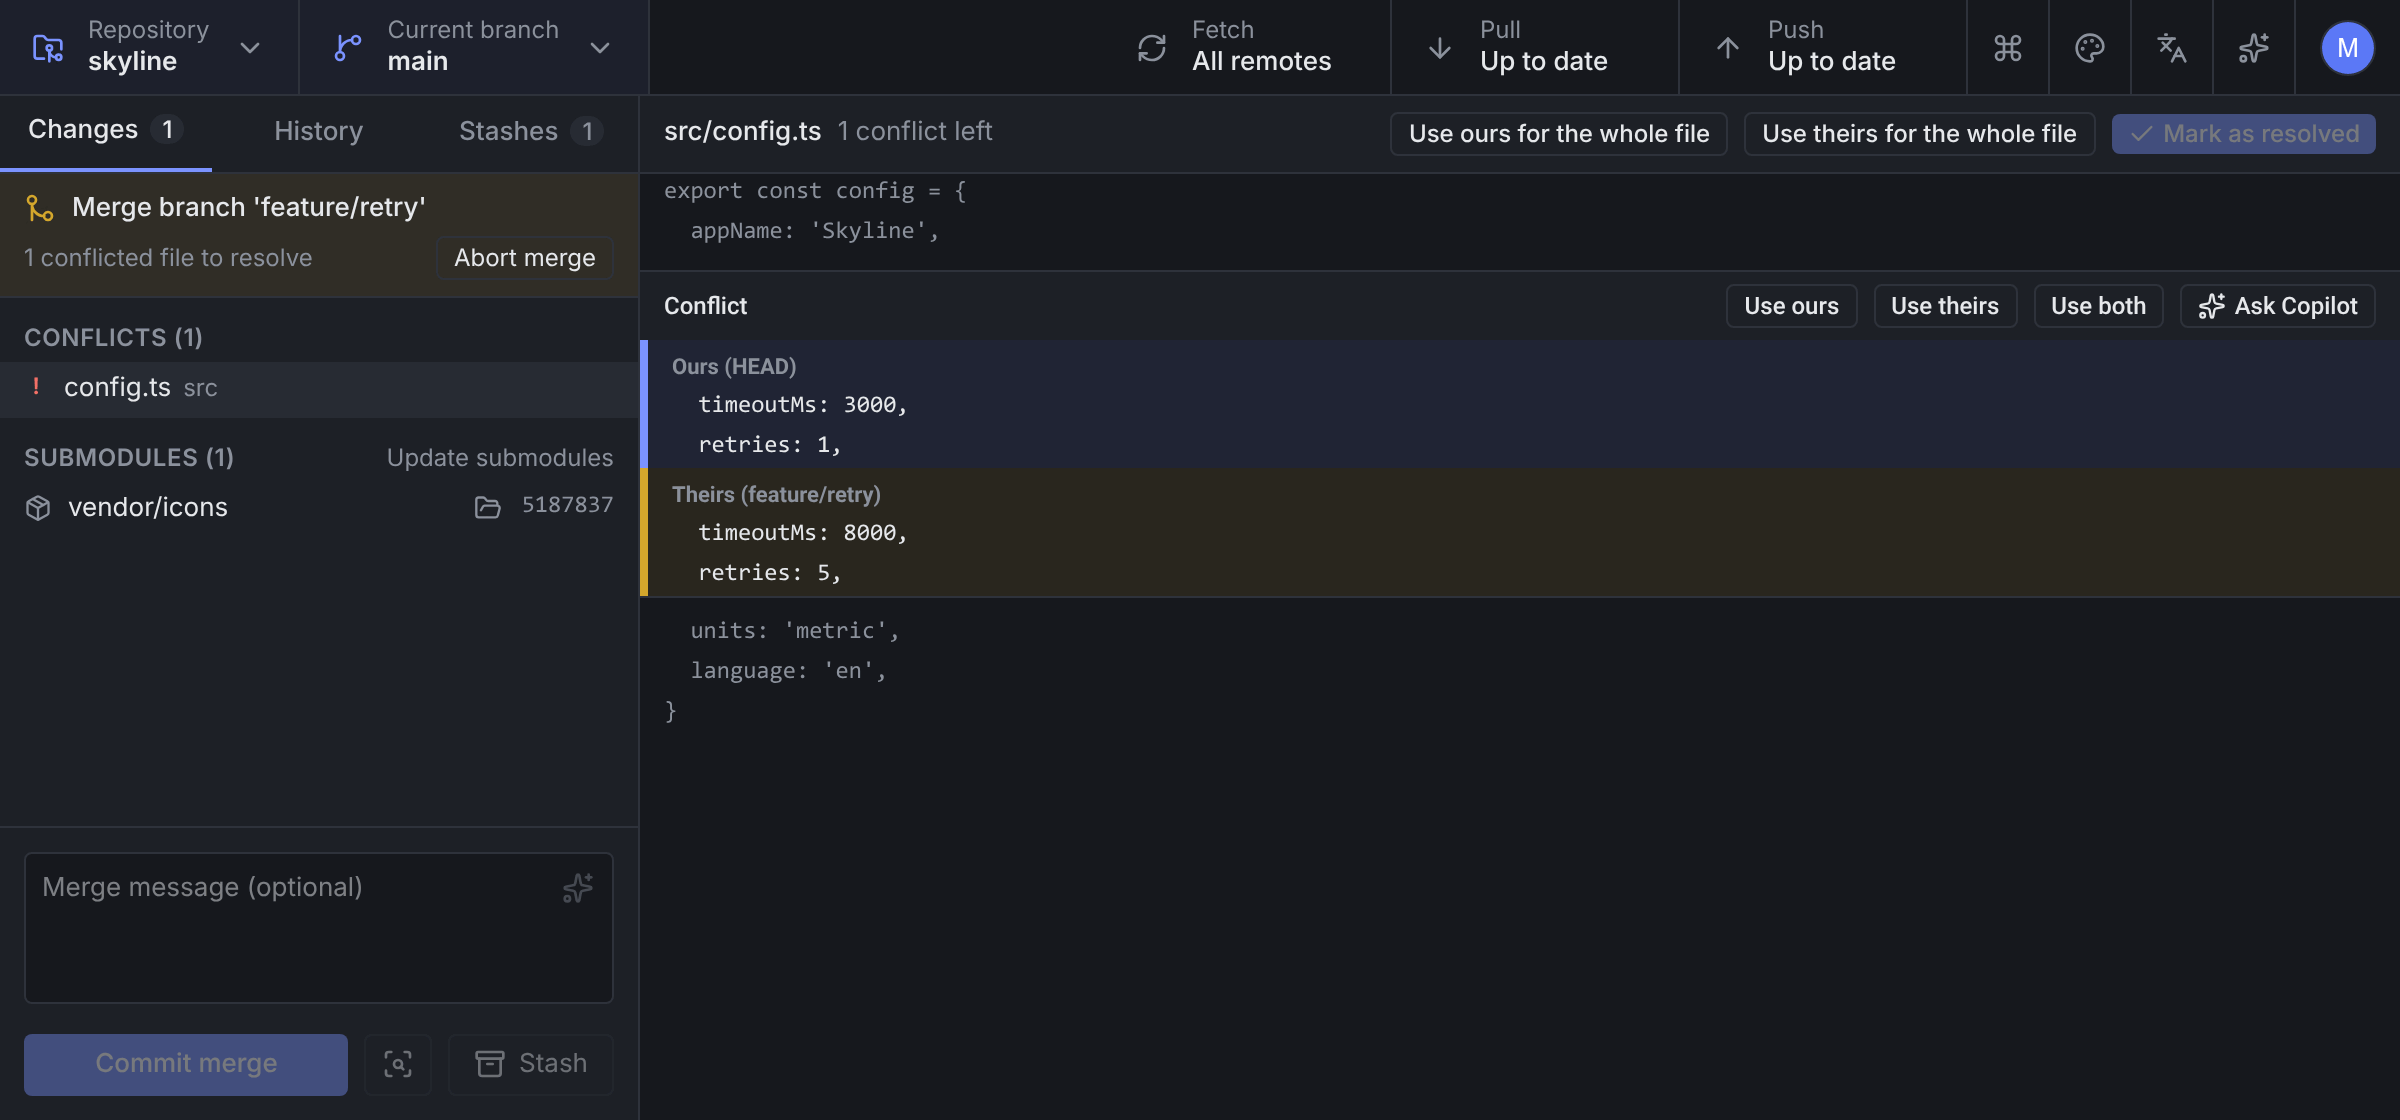 Repository
skyline
Current branch
main
Fetch
All remotes
Pull
Up to date
Push
Up to date
M
Changes 1
History
Stashes 1
Merge branch 'feature/retry'
1 conflicted file to resolve
Abort merge
CONFLICTS (1)
! config.ts src
SUBMODULES (1)
Update submodules
vendor/icons
5187837
Merge message (optional)
Commit merge
Stash
src/config.ts 1 conflict left
Use ours for the whole file
Use theirs for the whole file
Mark as resolved
export const config = {
appName: 'Skyline',
Conflict
Use ours
Use theirs
Use both
Ask Copilot
Ours (HEAD)
timeoutMs: 3000,
retries: 1,
Theirs (feature/retry)
timeoutMs: 8000,
retries: 5,
units: 'metric',
language: 'en',
}